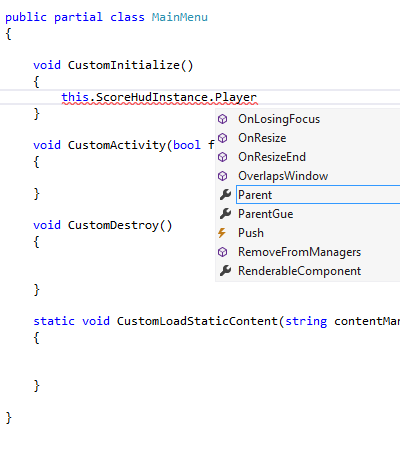 public partial class MainMenu
{
void CustomInitialize()
{
this.ScoreHudInstance.Player
}
OnLosingFocus
OnResize
OnResizeEnd
OverlapsWindow
Parent
ParentGue
Push
RemoveFromManagers
RenderableComponent
void CustomActivity(bool f
{
}
void CustomDestroy()
{
}
static void CustomLoadStaticContent(string contentMa
{
}
}